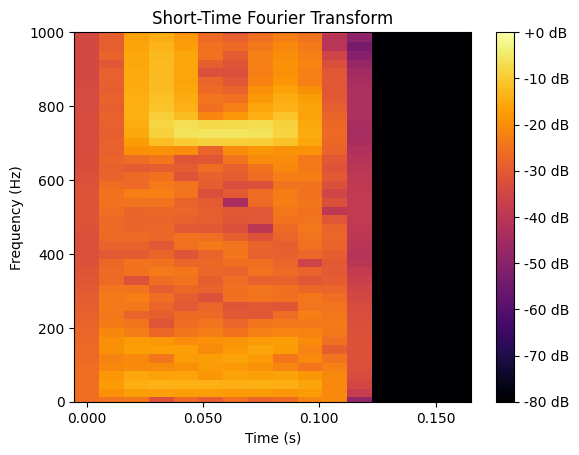 Short-Time Fourier Transform
1000
800
600
400
200
0
Frequency (Hz)
0.000
0.050
0.100
0.150
Time (s)
+0 dB
-10 dB
-20 dB
-30 dB
-40 dB
-50 dB
-60 dB
-70 dB
-80 dB